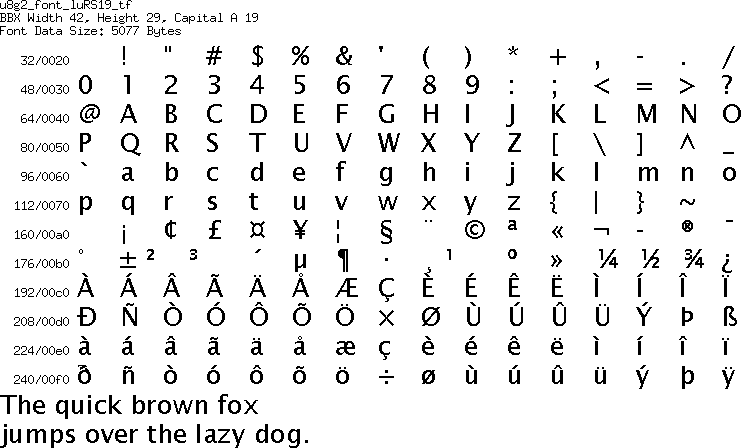 u8g2_font_luRS19_tf
BBX Width 42, Height 29, Capital A 19
Font Data Size: 5077 Bytes
32/0020 ! " # $ % & ' ( ) * + , - . /
48/0030 0 1 2 3 4 5 6 7 8 9 : ; < = > ?
64/0040 @ A B C D E F G H I J K L M N O
80/0050 P Q R S T U V W X Y Z [ \ ] ^ _
96/0060 ` a b c d e f g h i j k l m n o
112/0070 p q r s t u v w x y z { | } ~
160/00a0 ¡ ¢ £ ¤ ¥ ¦ § ¨ © ª « ¬ - ® ¯
176/00b0 ° ± ² ³ ´ µ ¶ · ¸ ¹ º » ¼ ½ ¾ ¿
192/00c0 À Á Â Ã Ä Å Æ Ç È É Ê Ë Ì Í Î Ï
208/00d0 Ð Ñ Ò Ó Ô Õ Ö × Ø Ù Ú Û Ü Ý Þ ß
224/00e0 à á â ã ä å æ ç è é ê ë ì í î ï
240/00f0 ð ñ ò ó ô õ ö ÷ ø ù ú û ü ý þ ÿ
The quick brown fox
jumps over the lazy dog.